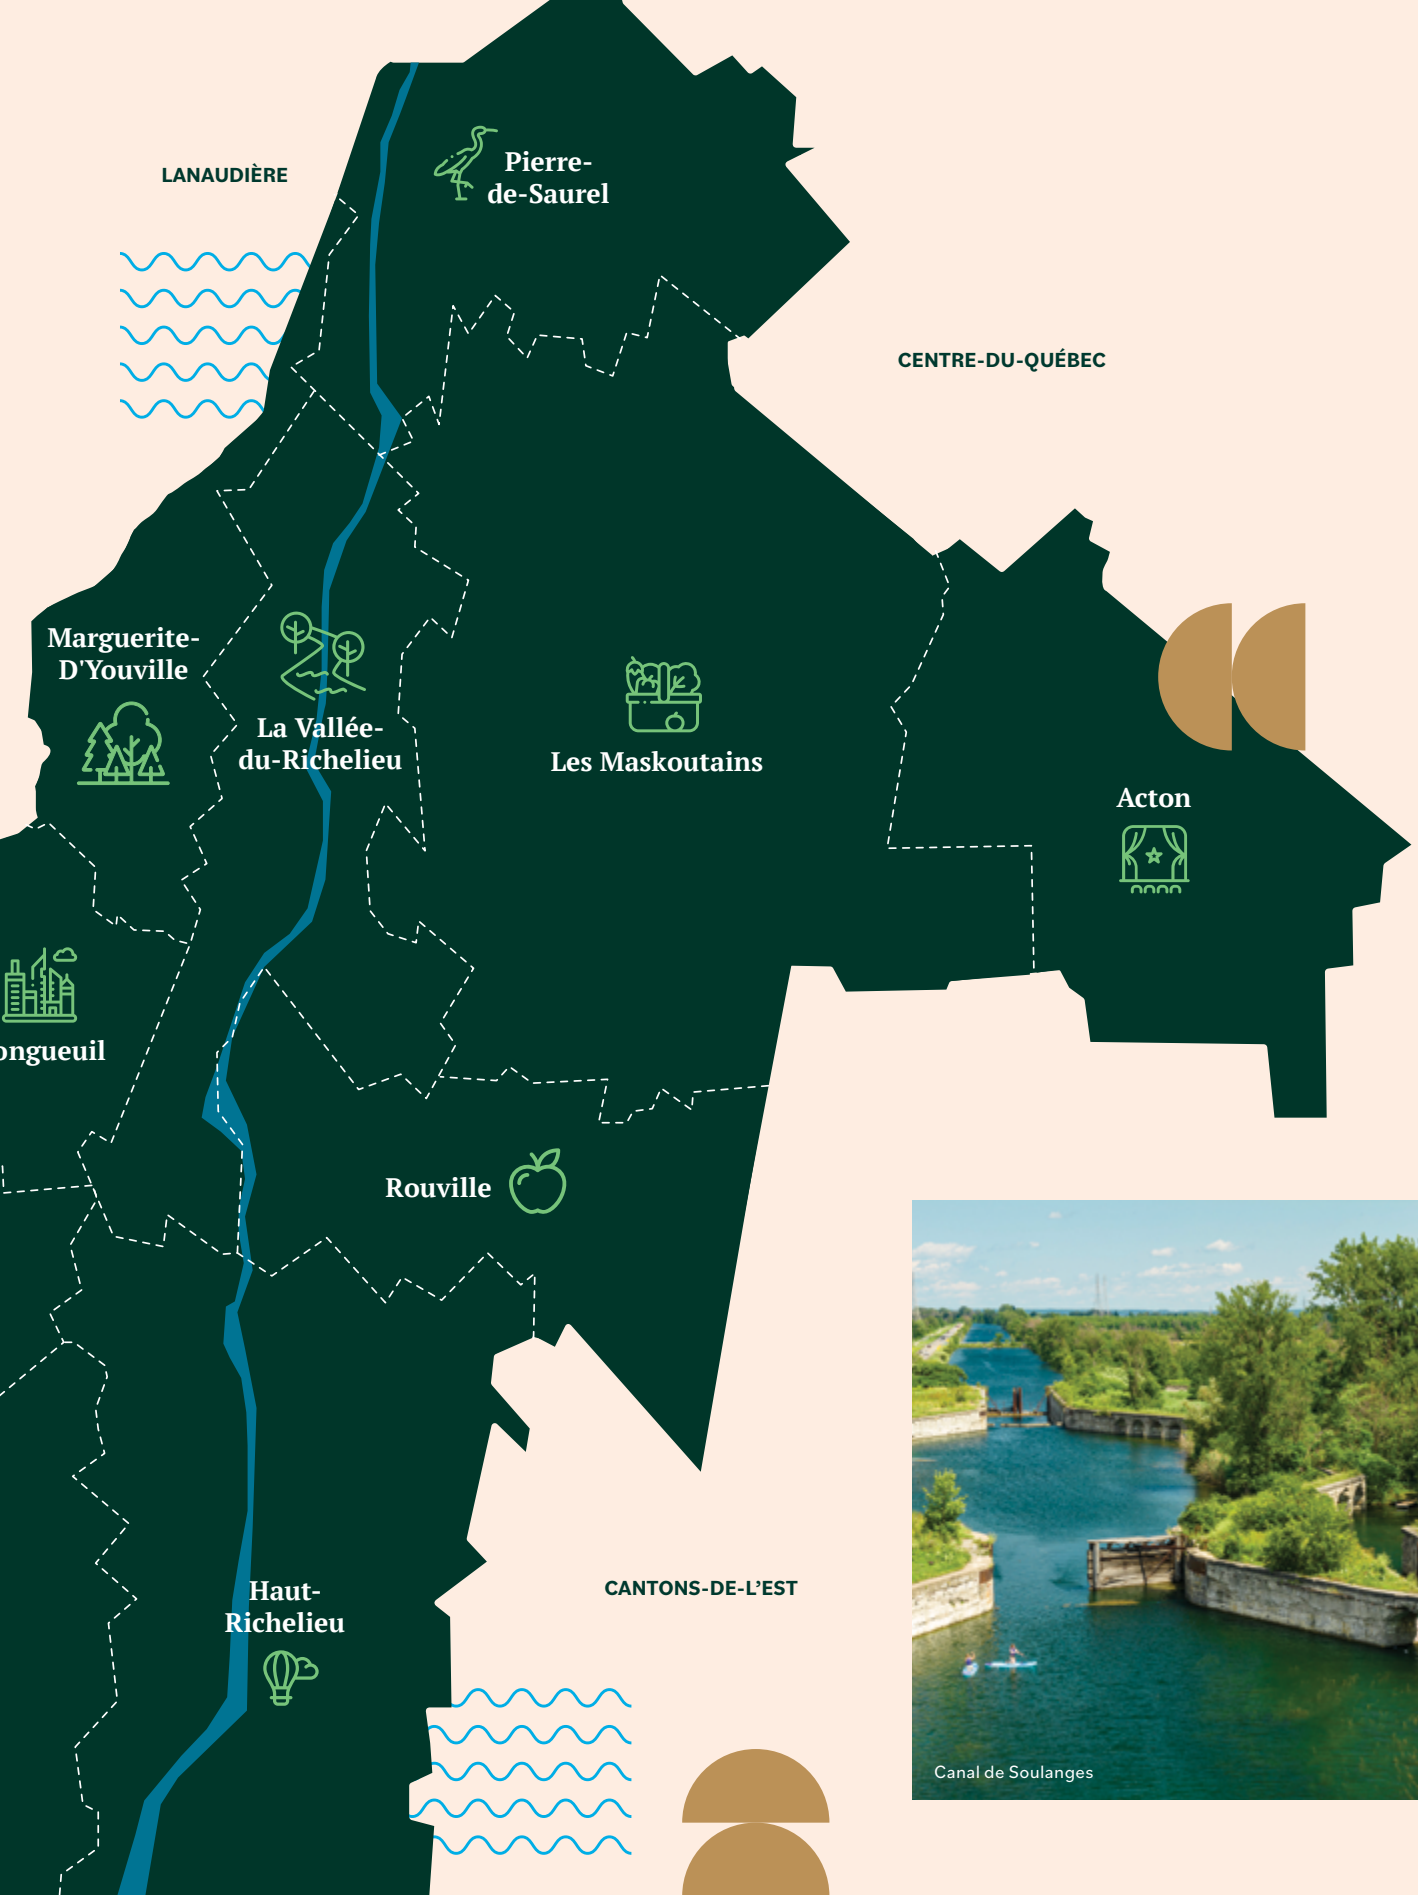 LANAUDIÈRE
Pierre-
de-Saurel
CENTRE-DU-QUÉBEC
Marguerite-
D'Youville
La Vallée-
du-Richelieu
Les Maskoutains
Acton
ongueuil
Rouville
CANTONS-DE-L’EST
Haut-
Richelieu
Canal de Soulanges